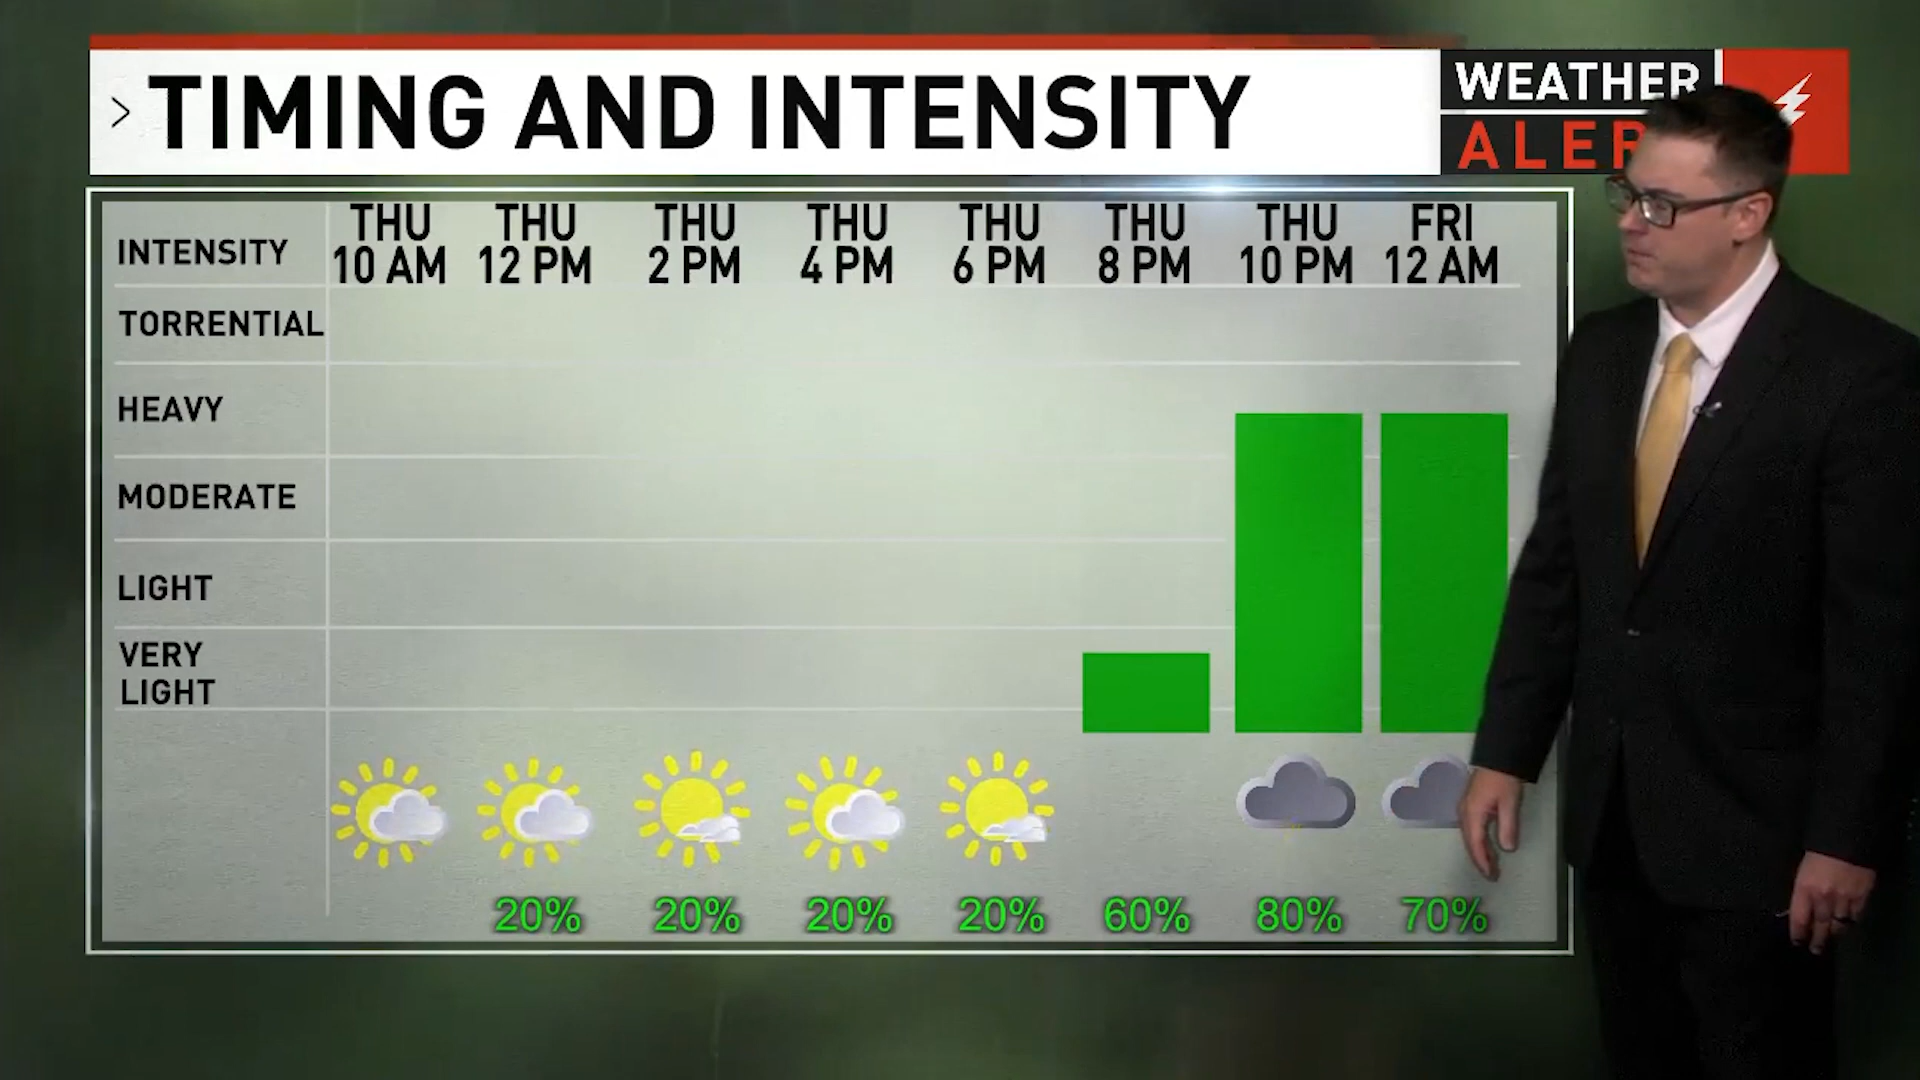 > TIMING AND INTENSITY
WEATHER
ALER
INTENSITY
THU 10 AM
THU 12 PM
THU 2 PM
THU 4 PM
THU 6 PM
THU 8 PM
THU 10 PM
FRI 12 AM
TORRENTIAL
HEAVY
MODERATE
LIGHT
VERY
LIGHT
20% 20% 20% 20% 60% 80% 70%